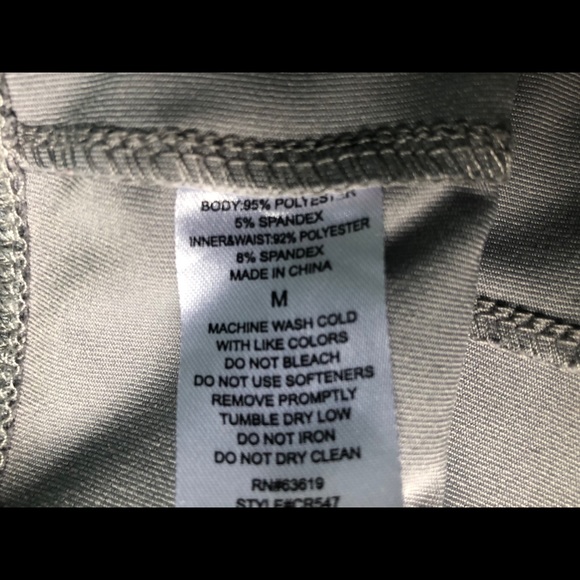 BODY:95% POLYESTER
5% SPANDEX
INNER&WAIST:92% POLYESTER
8% SPANDEX
MADE IN CHINA
M
MACHINE WASH COLD
WITH LIKE COLORS
DO NOT BLEACH
DO NOT USE SOFTENERS
REMOVE PROMPTLY
TUMBLE DRY LOW
DO NOT IRON
DO NOT DRY CLEAN
RN#63619
STYLE#CR547